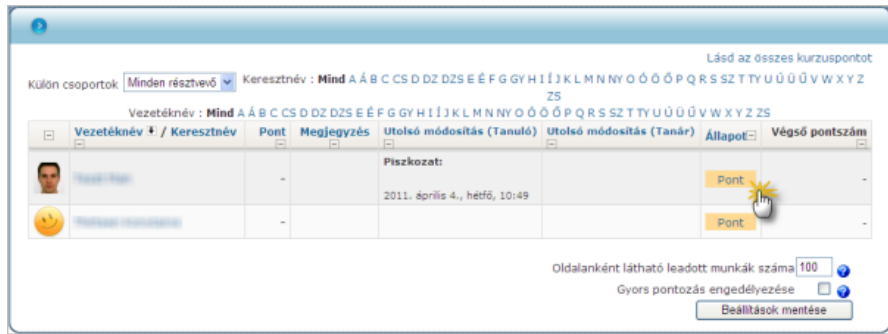 Lásd az összes kurzuspontot
Külön csoportok Minden résztvevő Keresztnév : Mind A Á B C CS D DZ DZS E É F G GY H I Í J K L M N NY O Ó Ö Ő P Q R S SZ T TY U Ú Ü Ű V W X Y Z
ZS
Vezetéknév : Mind A Á B C CS D DZ DZS E É F G GY H I Í J K L M N NY O Ó Ö Ő P Q R S SZ T TY U Ú Ü Ű V W X Y Z ZS
Vezetéknév / Keresztnév Pont Megjegyzés Utolsó módosítás (Tanuló) Utolsó módosítás (Tanár) Állapot Végső pontszám
Piszkozat:
- Pont -
2011. április 4., hétfő, 10:49
- Pont -
Oldalanként látható leadott munkák száma 100
Gyors pontozás engedélyezése
Beállítások mentése